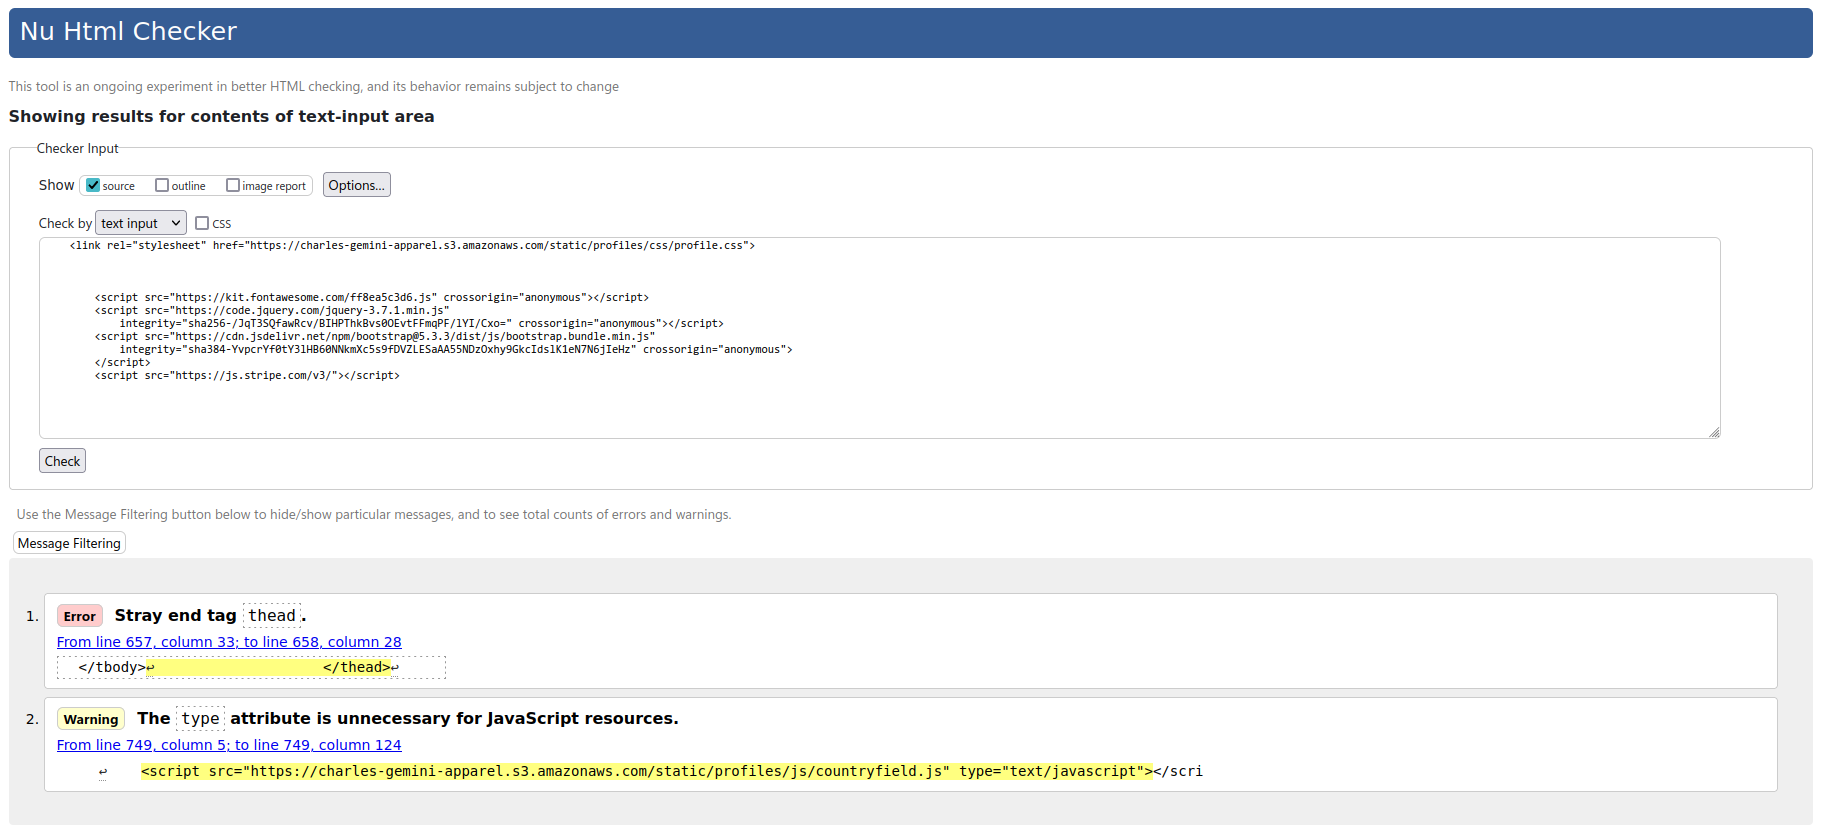 Nu Html Checker
This tool is an ongoing experiment in better HTML checking, and its behavior remains subject to change
Showing results for contents of text-input area
Checker Input
Show source outline image report Options...
Check by text input CSS
<link rel="stylesheet" href="https://charles-gemini-apparel.s3.amazonaws.com/static/profiles/css/profile.css">
<script src="https://kit.fontawesome.com/ff8ea5c3d6.js" crossorigin="anonymous"></script>
<script src="https://code.jquery.com/jquery-3.7.1.min.js"
integrity="sha256-/JqT3SQfawRcv/BIHPThkBvs0OEvtFFmqPF/lYI/Cxo=" crossorigin="anonymous"></script>
<script src="https://cdn.jsdelivr.net/npm/bootstrap@5.3.3/dist/js/bootstrap.bundle.min.js"
integrity="sha384-YvpcrYf0tY3lHB60NNkmXc5s9fDVZLESaAA55NDzOxhy9GkcIdslK1eN7N6jIeHz" crossorigin="anonymous">
</script>
<script src="https://js.stripe.com/v3/"></script>
Check
Use the Message Filtering button below to hide/show particular messages, and to see total counts of errors and warnings.
Message Filtering
1. Error Stray end tag thead.
From line 657, column 33; to line 658, column 28
</tbody>↩ </thead>↩
2. Warning The type attribute is unnecessary for JavaScript resources.
From line 749, column 5; to line 749, column 124
↩ <script src="https://charles-gemini-apparel.s3.amazonaws.com/static/profiles/js/countryfield.js" type="text/javascript"></scri